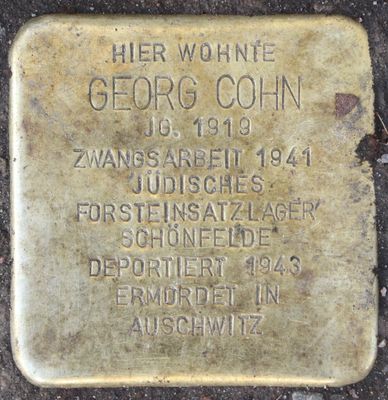 HIER WOHNTE
GEORG COHN
JG. 1919
ZWANGSARBEIT 1941
JÜDISCHES
FORSTEINSATZLAGER
SCHÖNFELDE
DEPORTIERT 1943
ERMORDET IN
AUSCHWITZ